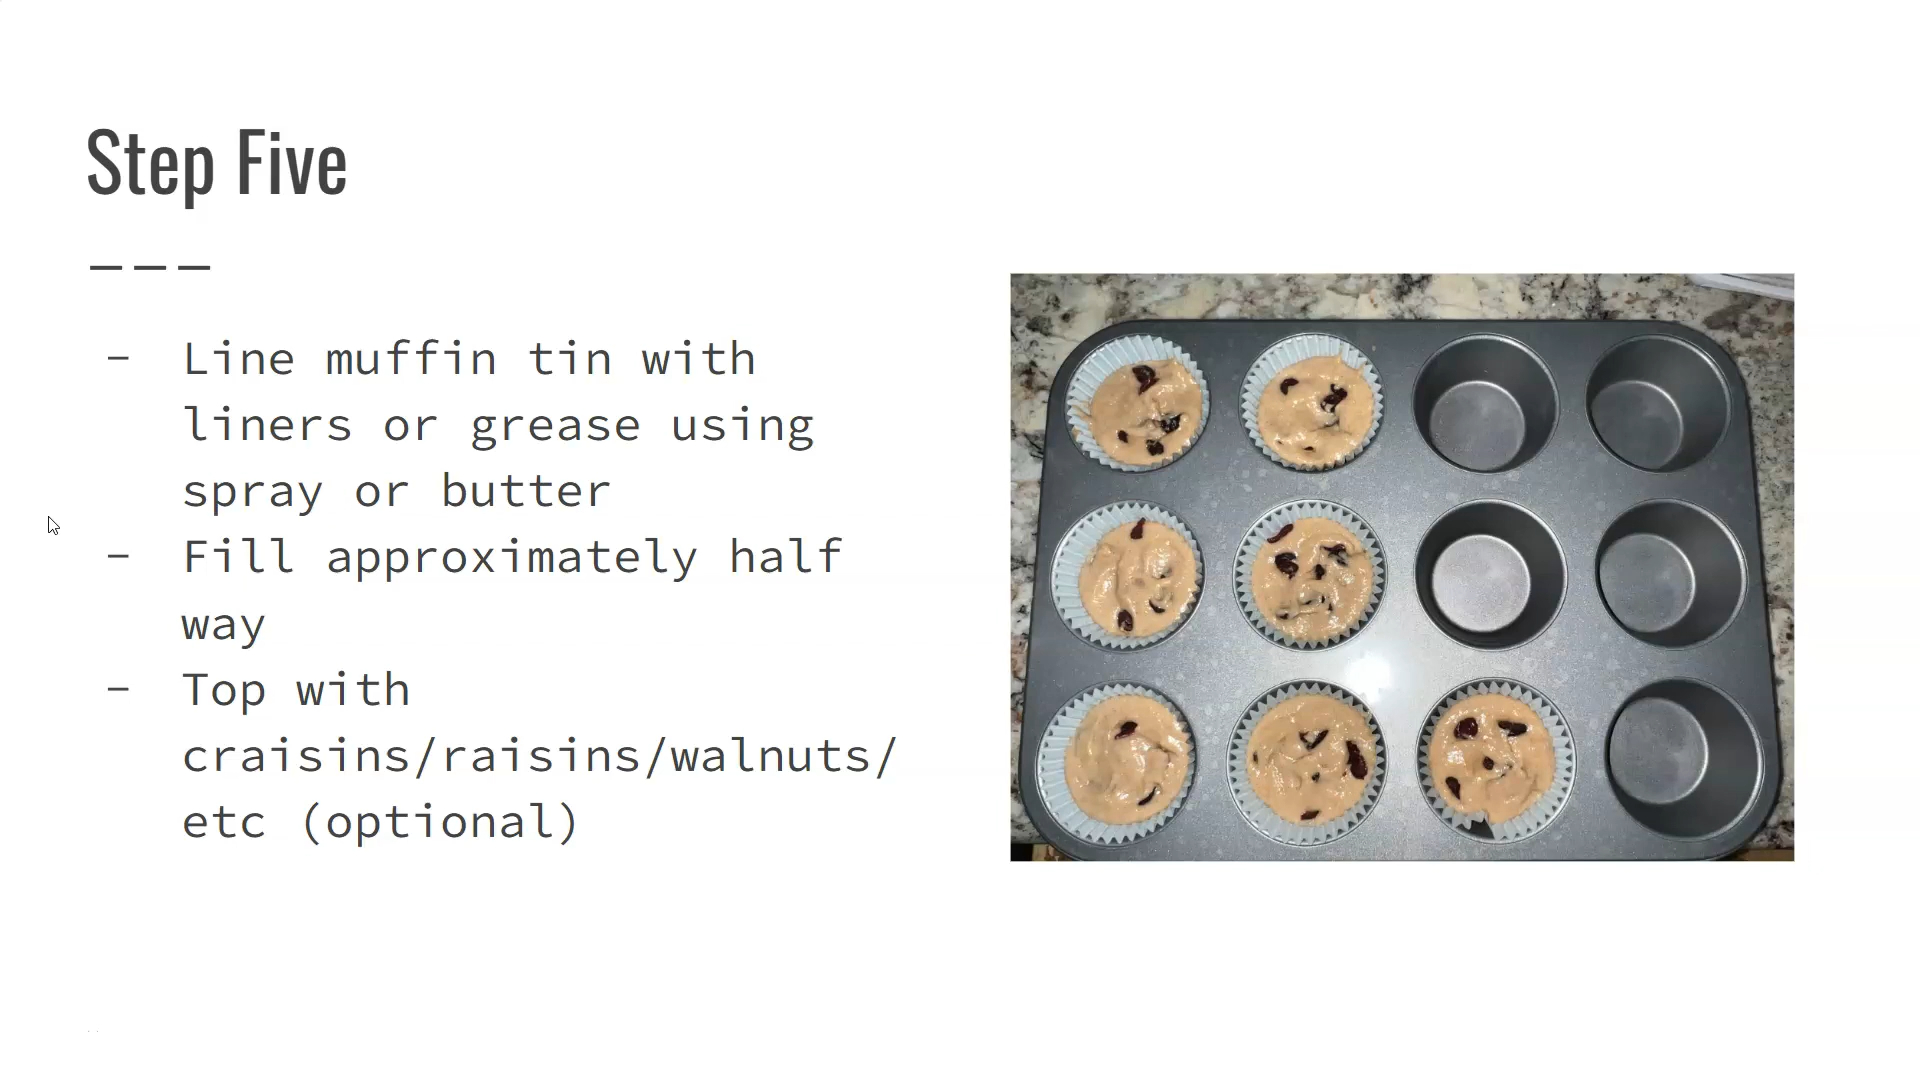 Step Five
- Line muffin tin with
liners or grease using
spray or butter
- Fill approximately half
way
- Top with
craisins/raisins/walnuts/
etc (optional)